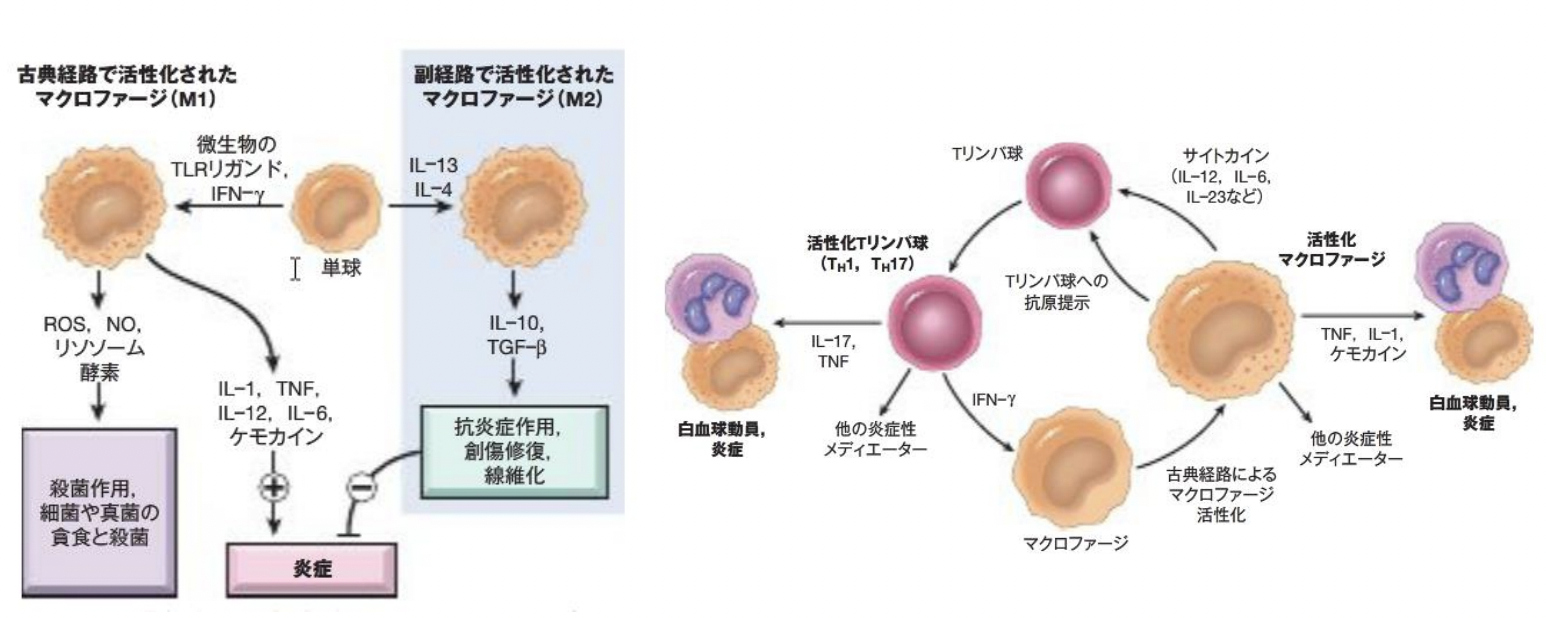 古典経路で活性化された
マクロファージ(M1)
副経路で活性化された
マクロファージ(M2)
微生物の
TLRリガンド,
IFN-γ
IL-13
IL-4
単球
ROS, NO,
リソソーム
酵素
IL-1, TNF,
IL-12, IL-6,
ケモカイン
IL-10,
TGF-β
殺菌作用,
細菌や真菌の
貪食と殺菌
抗炎症作用,
創傷修復,
線維化
+
−
炎症
Tリンパ球
サイトカイン
(IL-12, IL-6,
IL-23など)
活性化Tリンパ球
(TH1, TH17)
活性化
マクロファージ
Tリンパ球への
抗原提示
IL-17,
TNF
TNF, IL-1,
ケモカイン
白血球動員,
炎症
他の炎症性
メディエーター
IFN-γ
白血球動員,
炎症
他の炎症性
メディエーター
古典経路による
マクロファージ
活性化
マクロファージ